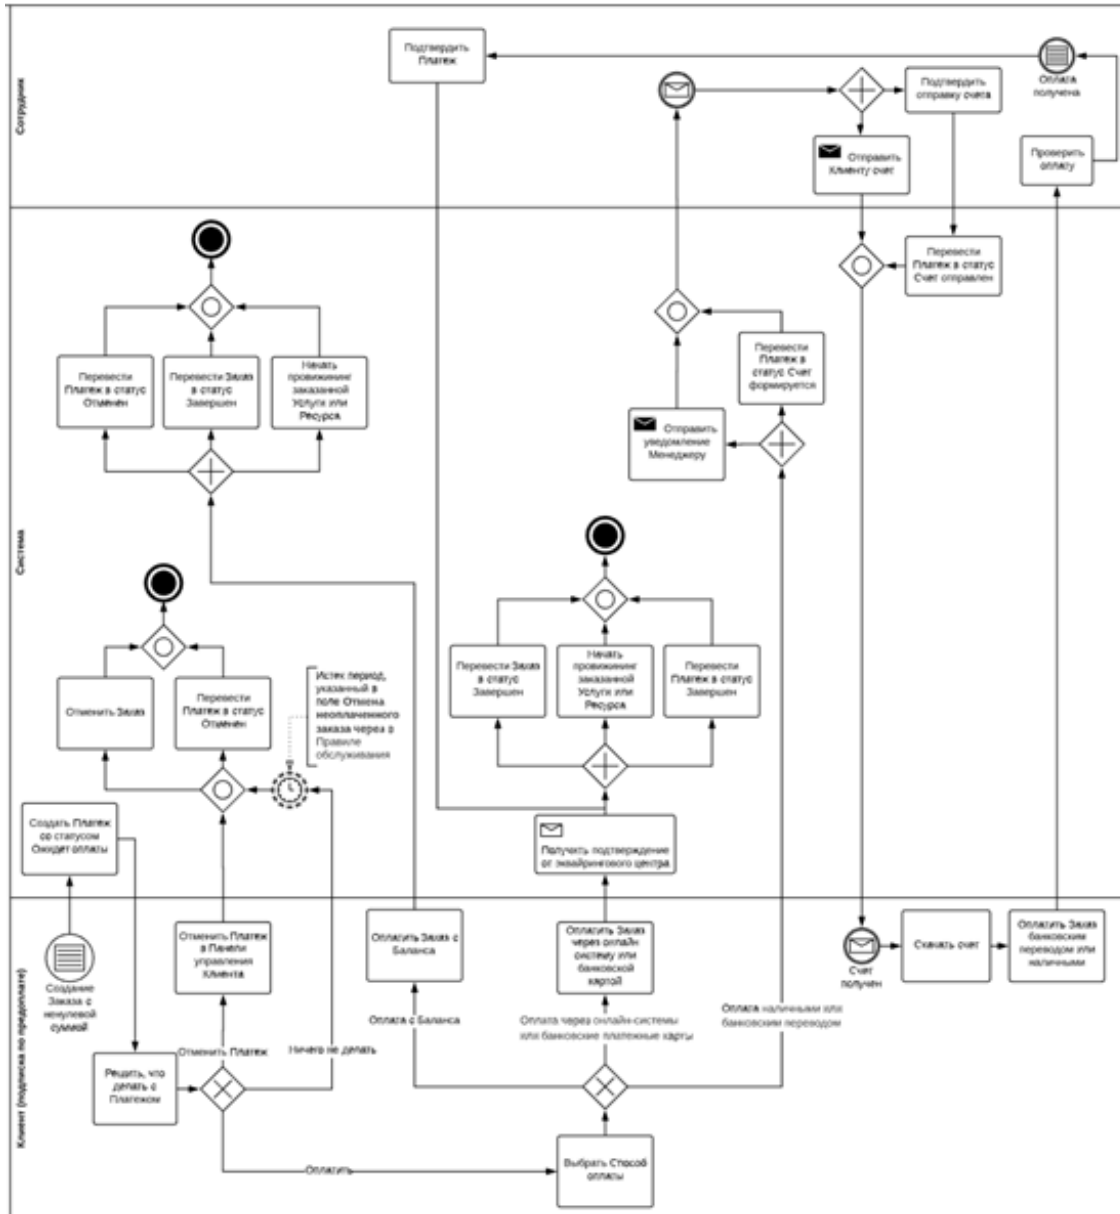 Сотрудник
Подтвердить
Платеж
Оплата
получена
Подтвердить
отправку счета
Отправить
Клиенту счет
Проверить
оплату
Система
Перевести
Платеж в статус
Счет отправлен
Перевести
Платеж в статус
Отменен
Перевести Заказ
в статус
Завершен
Начать
провижининг
заказанной
Услуги или
Ресурса
Перевести
Платеж в
статус Счет
формируется
Отправить
уведомление
Менеджеру
Отменить Заказ
Перевести
Платеж в статус
Отменен
Истек период,
указанный в
поле Отмена
неоплаченного
заказа через в
Правиле
обслуживания
Перевести Заказ
в статус
Завершен
Начать
провижининг
заказанной
Услуги или
Ресурса
Перевести
Платеж в статус
Завершен
Создать Платеж
со статусом
Ожидает оплаты
Получить подтверждение
от эквайрингового центра
Клиент (подписка по предоплате)
Создание
Заказа с
ненулевой
суммой
Отменить Платеж
в Панели
управления
Клиента
Оплатить Заказ с
Баланса
Оплатить Заказ
через онлайн
систему или
банковской
картой
Счет
получен
Скачать счет
Оплатить Заказ
банковским
переводом или
наличными
Оплата с Баланса
Оплата через онлайн-системы
или банковские платежные карты
Оплата наличными или
банковским переводом
Отменить Платеж
Ничего не делать
Решить, что
делать с
Платежом
Оплатить
Выбрать Способ
оплаты